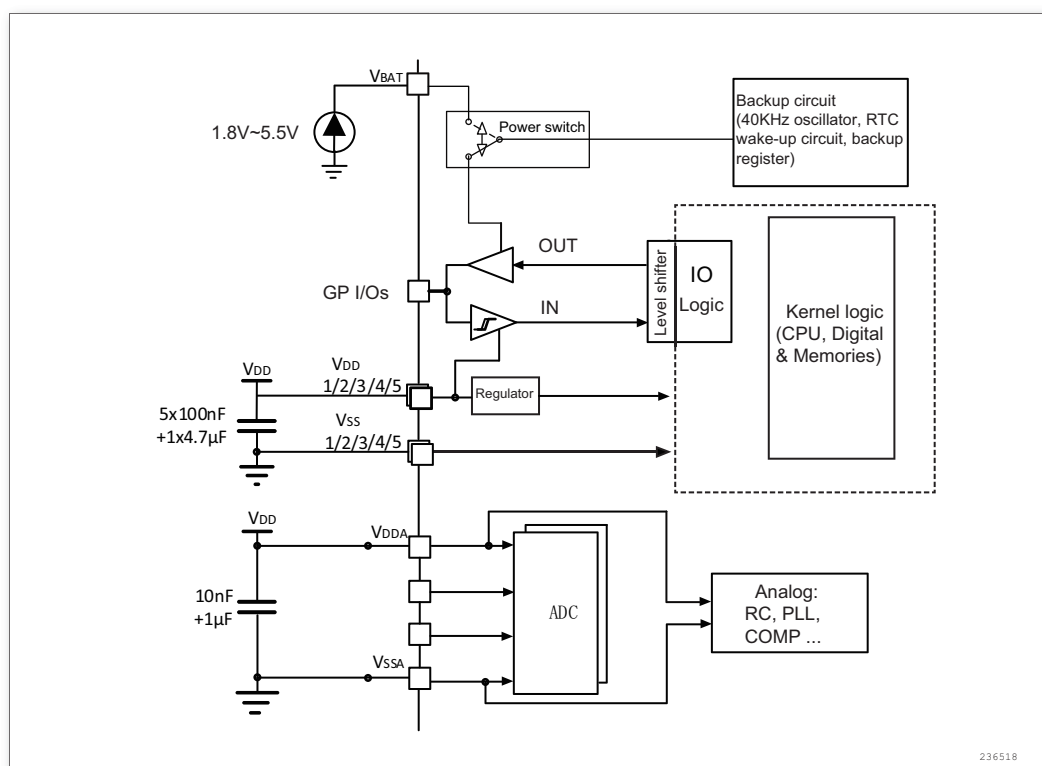 VBAT
1.8V~5.5V
Power switch
Backup circuit
(40KHz oscillator, RTC
wake-up circuit, backup
register)
OUT
GP I/Os
IN
Level shifter
IO
Logic
Kernel logic
(CPU, Digital
& Memories)
VDD
VDD
1/2/3/4/5
Regulator
5x100nF
+1x4.7μF
VSS
1/2/3/4/5
VDD
VDDA
10nF
+1μF
ADC
Analog:
RC, PLL,
COMP ...
VSSA
236518